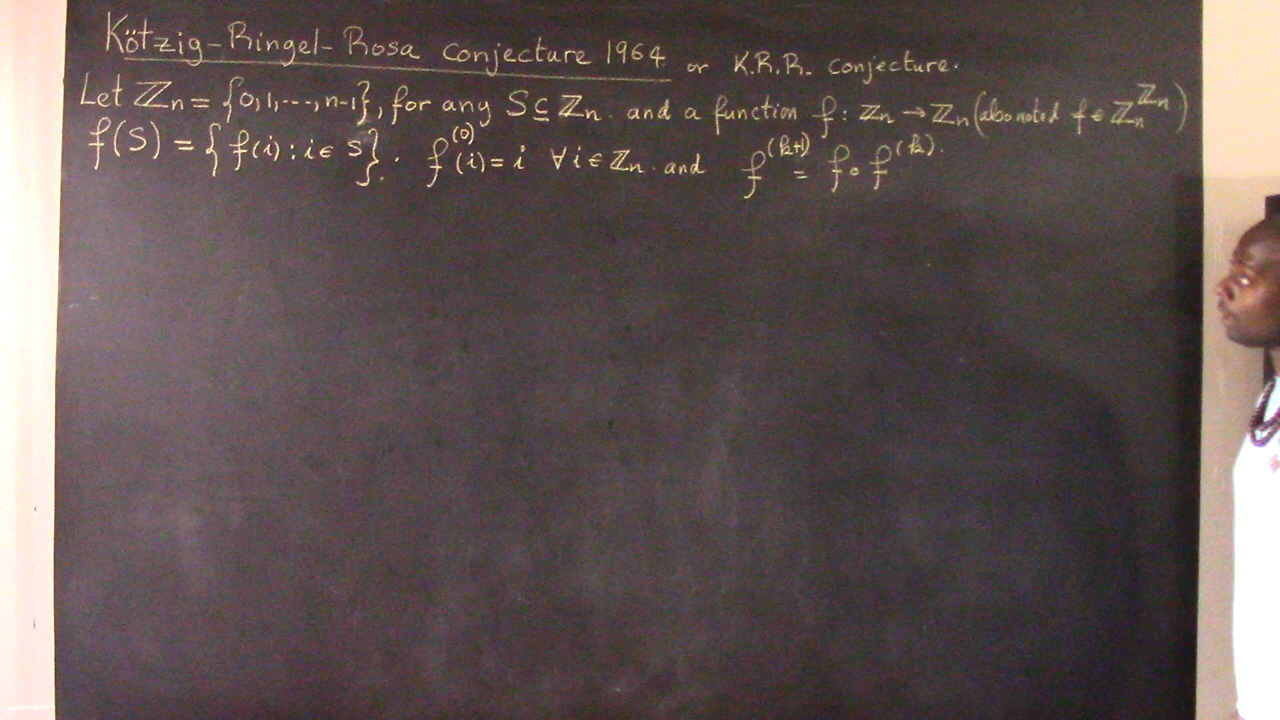 Kötzig-Ringel-Rosa conjecture 1964 or K.R.R. conjecture.
Let ℤn = {0,1,---,n-1}, for any S ⊆ ℤn. and a function f: ℤn → ℤn (also noted f ∈ ℤn^ℤn)
f(S) = { f(i) : i ∈ S }. f^(0)(i) = i ∀ i ∈ ℤn. and f^(k+1) = f ∘ f^(k).